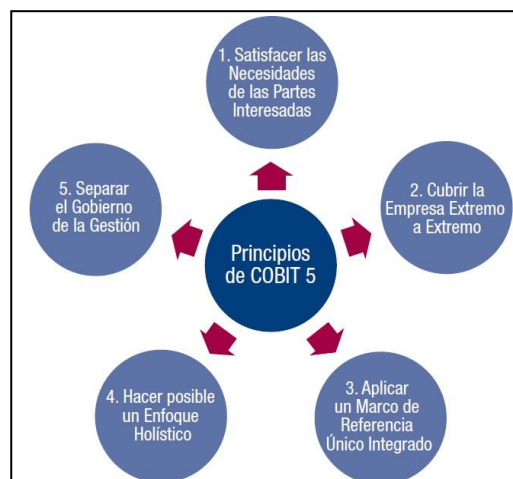 1. Satisfacer las
Necesidades
de las Partes
Interesadas
5. Separar
el Gobierno
de la Gestión
2. Cubrir la
Empresa Extremo
a Extremo
Principios
de COBIT 5
4. Hacer posible
un Enfoque
Holístico
3. Aplicar
un Marco de
Referencia
Único Integrado